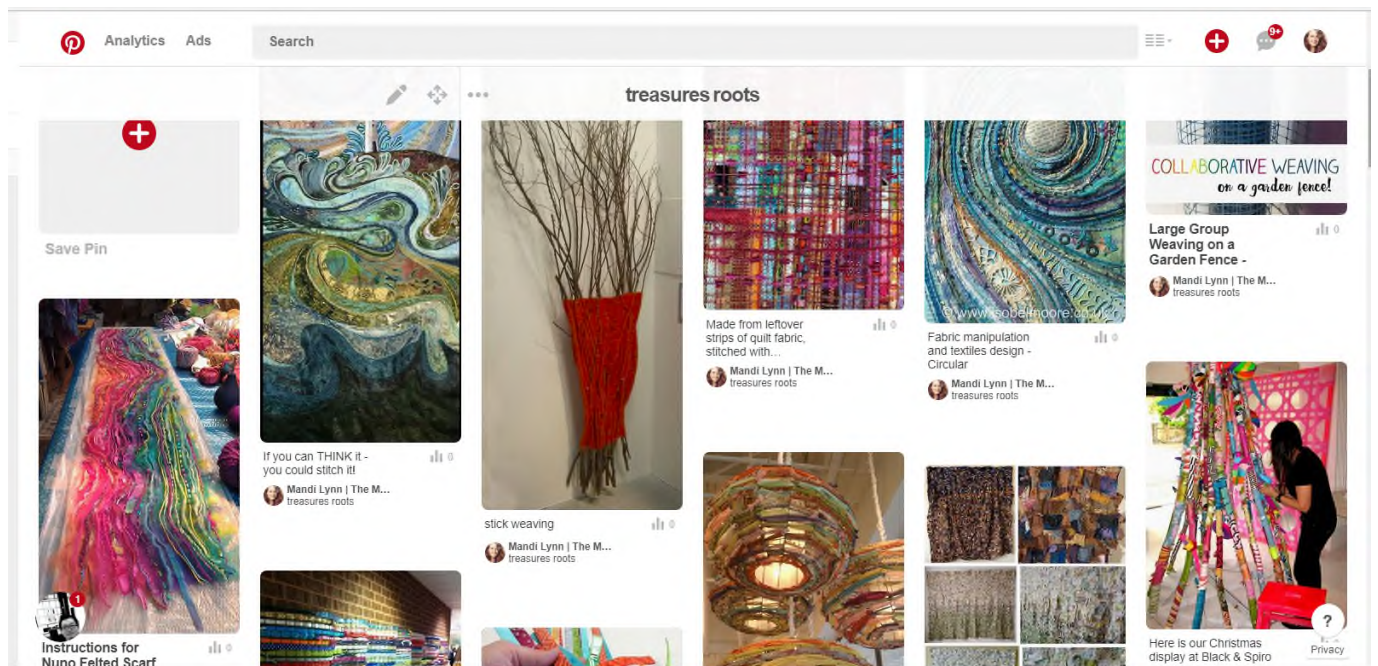 Analytics
Ads
Search
9+
treasures roots
Save Pin
1
Instructions for
Nuno Felted Scarf
0
If you can THINK it -
you could stitch it!
0
Mandi Lynn | The M...
treasures roots
stick weaving
0
Mandi Lynn | The M...
treasures roots
Made from leftover
strips of quilt fabric,
stitched with...
0
Mandi Lynn | The M...
treasures roots
© www.isobelmoore.co.uk
Fabric manipulation
and textiles design -
Circular
0
Mandi Lynn | The M...
treasures roots
COLLABORATIVE WEAVING
on a garden fence!
Large Group
Weaving on a
Garden Fence -
0
Mandi Lynn | The M...
treasures roots
Here is our Christmas
display at Black & Spiro
?
Privacy